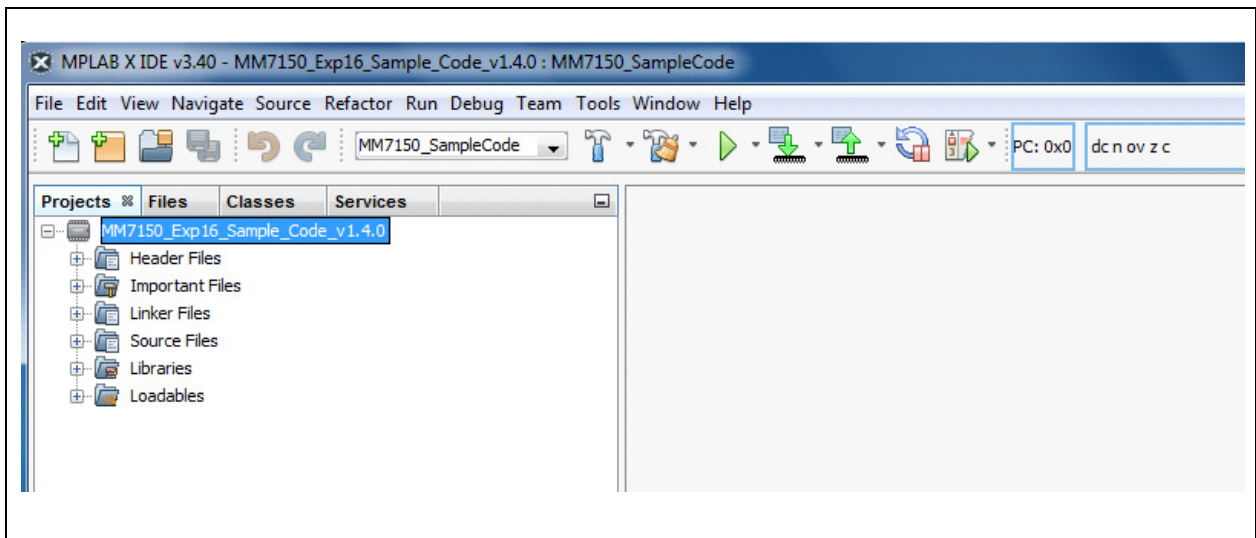 MPLAB X IDE v3.40 - MM7150_Exp16_Sample_Code_v1.4.0 : MM7150_SampleCode
File Edit View Navigate Source Refactor Run Debug Team Tools Window Help
MM7150_SampleCode PC: 0x0 dc n ov z c
Projects Files Classes Services
MM7150_Exp16_Sample_Code_v1.4.0
Header Files
Important Files
Linker Files
Source Files
Libraries
Loadables